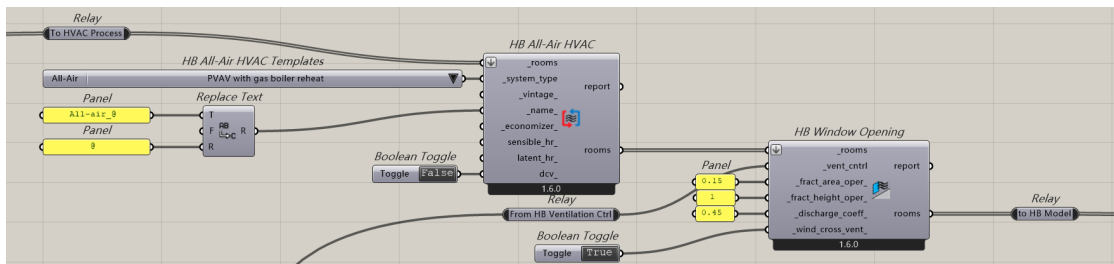 Relay
To HVAC Process
HB All-Air HVAC Templates
All-Air PVAV with gas boiler reheat
Panel
All-air_@
Panel
@
Replace Text
T
F
R
R
AB
C
HB All-Air HVAC
_rooms
_system_type
_vintage_
_name_
_economizer_
sensible_hr_
latent_hr_
dcv_
report
rooms
1.6.0
Boolean Toggle
Toggle False
Relay
From HB Ventilation Ctrl
Boolean Toggle
Toggle True
Panel
0.15
1
0.45
HB Window Opening
_rooms
_vent_cntrl
_fract_area_oper_
_fract_height_oper_
_discharge_coeff_
_wind_cross_vent_
report
rooms
1.6.0
Relay
to HB Model